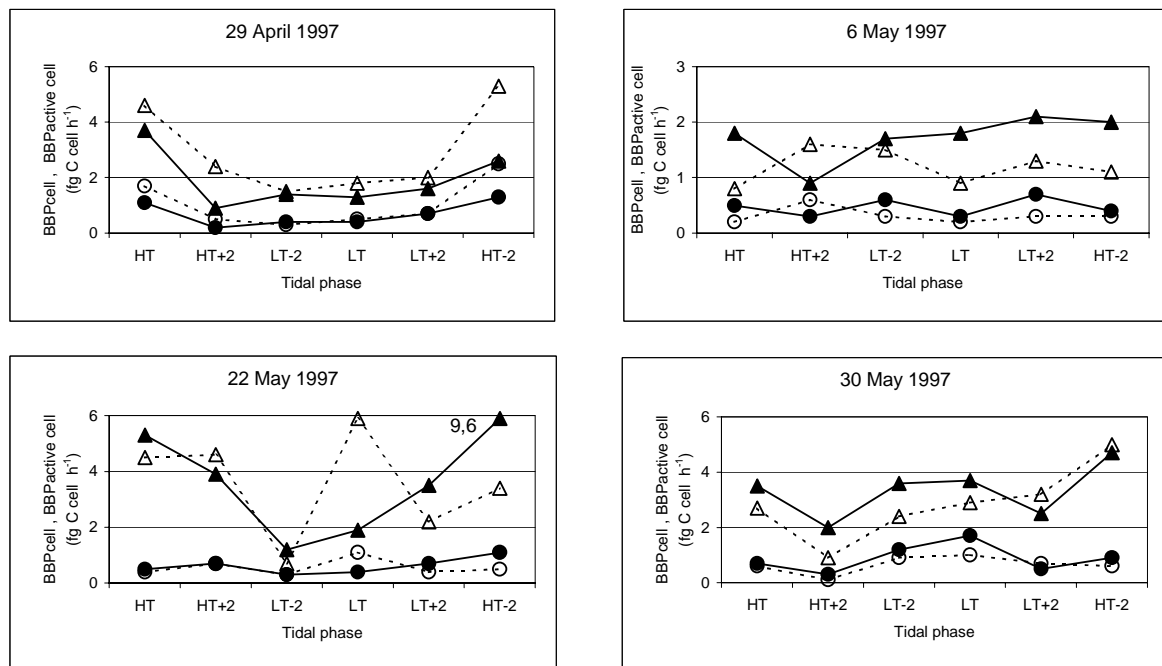 29 April 1997
BBPcell , BBPactive cell
(fg C cell h⁻¹)
6
4
2
0
HT HT+2 LT-2 LT LT+2 HT-2
Tidal phase
6 May 1997
BBPcell , BBPactive cell
(fg C cell h⁻¹)
3
2
1
0
HT HT+2 LT-2 LT LT+2 HT-2
Tidal phase
22 May 1997
BBPcell , BBPactive cell
(fg C cell h⁻¹)
6
4
2
0
9,6
HT HT+2 LT-2 LT LT+2 HT-2
Tidal phase
30 May 1997
BBPcell , BBPactive cell
(fg C cell h⁻¹)
6
4
2
0
HT HT+2 LT-2 LT LT+2 HT-2
Tidal phase